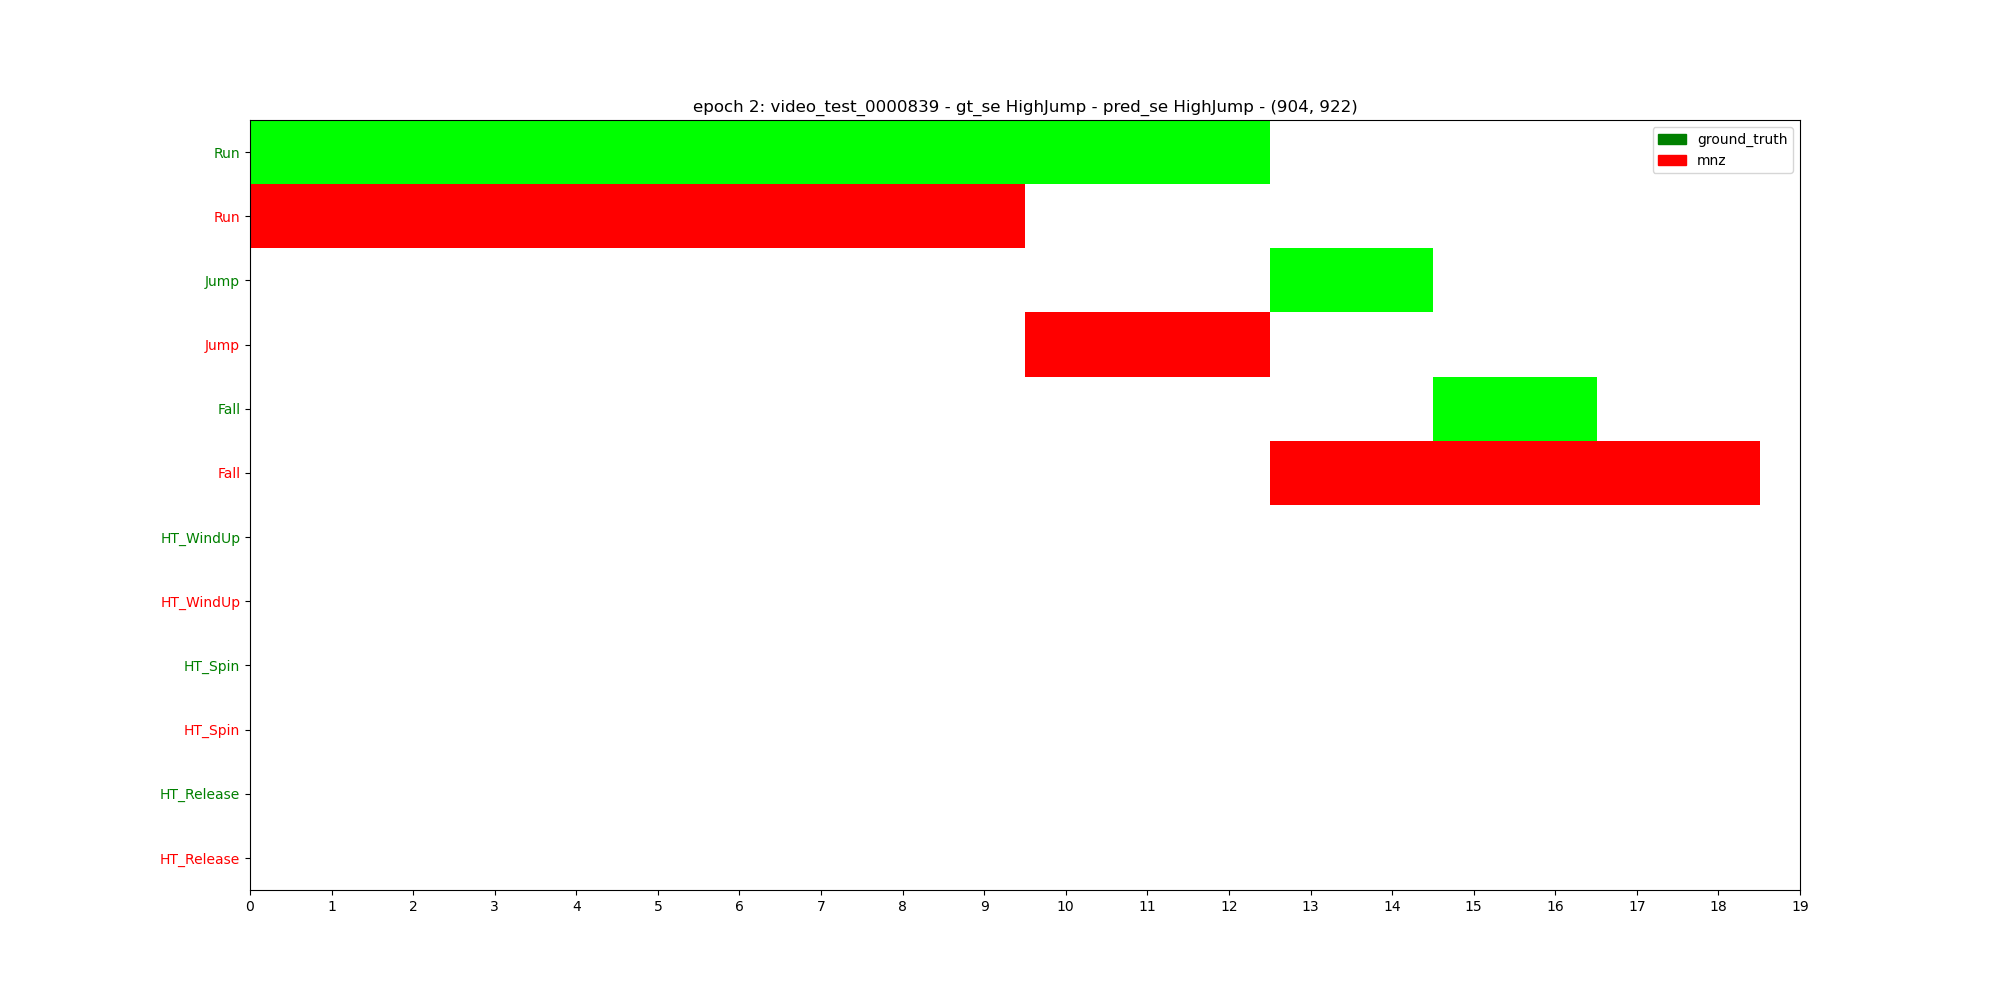 epoch 2: video_test_0000839 - gt_se HighJump - pred_se HighJump - (904, 922)
ground_truth
mnz
Run
Run
Jump
Jump
Fall
Fall
HT_WindUp
HT_WindUp
HT_Spin
HT_Spin
HT_Release
HT_Release
0 1 2 3 4 5 6 7 8 9 10 11 12 13 14 15 16 17 18 19